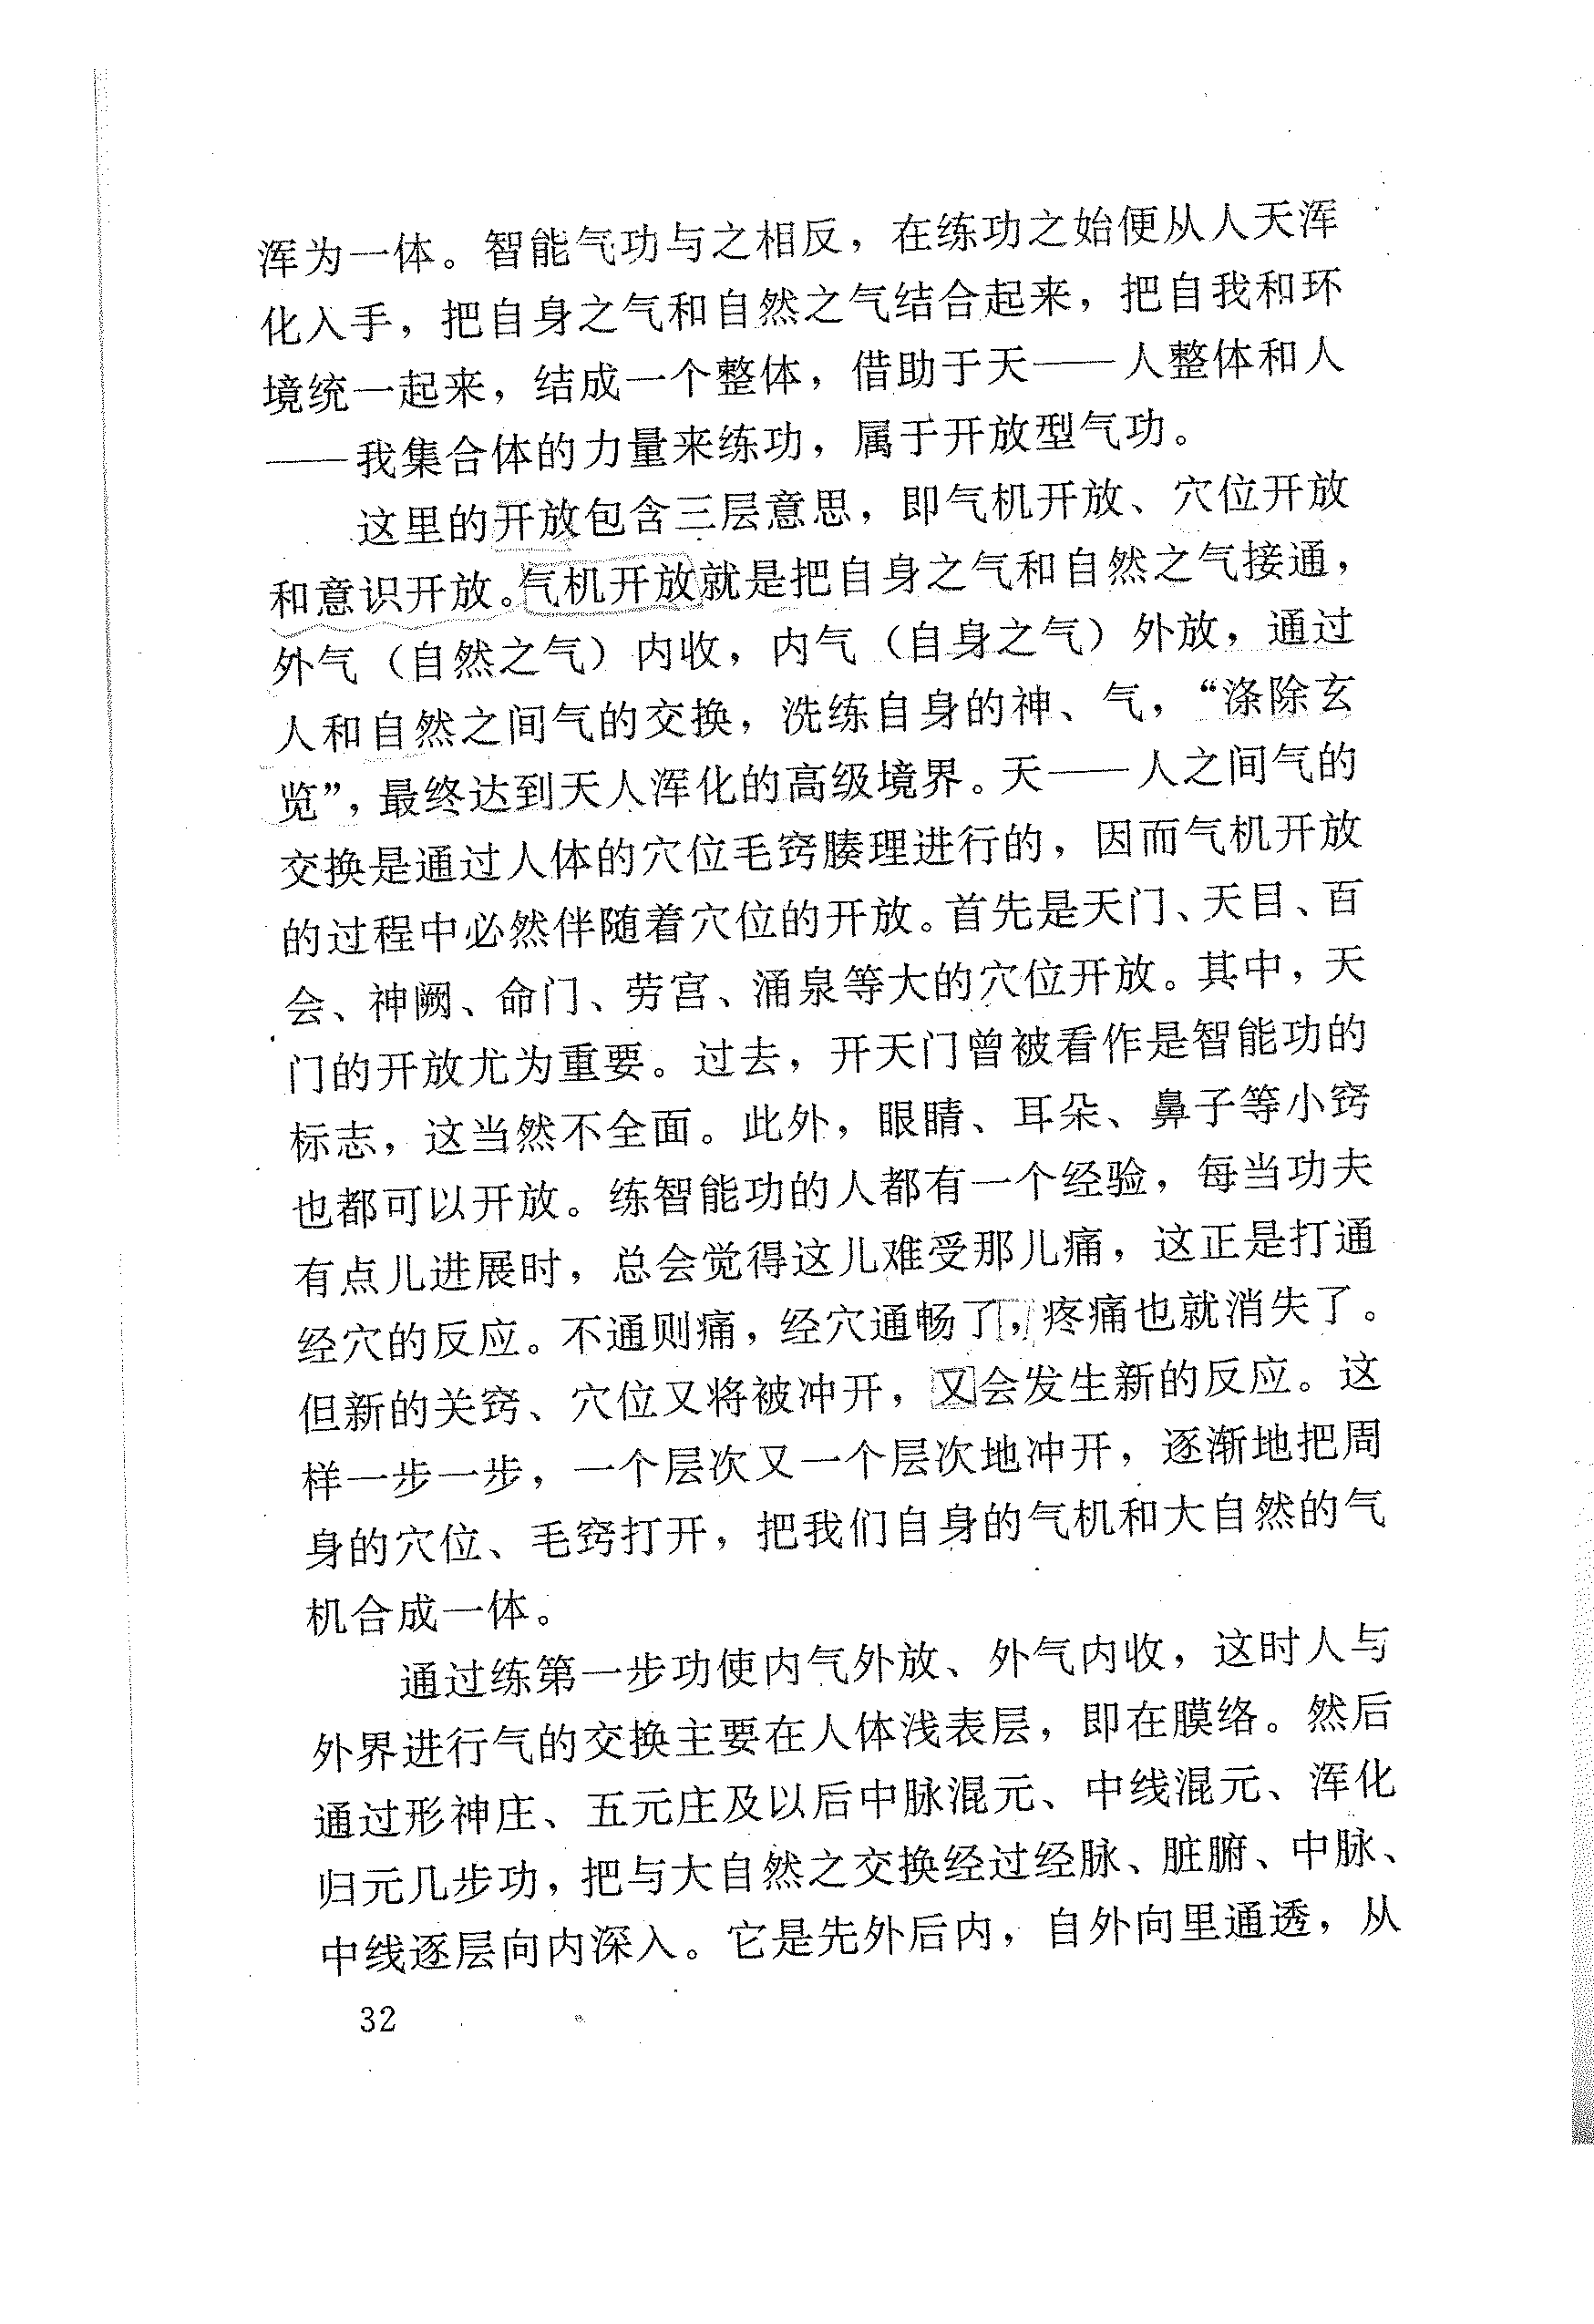 浑为一体。智能气功与之相反，在练功之始便从人天浑
化入手，把自身之气和自然之气结合起来，把自我和环
境统一起来，结成一个整体，借助于天——人整体和人
——我集合体的力量来练功，属于开放型气功。
这里的开放包含三层意思，即气机开放、穴位开放
和意识开放。气机开放就是把自身之气和自然之气接通，
外气（自然之气）内收，内气（自身之气）外放，通过
人和自然之间气的交换，洗练自身的神、气，“涤除玄
览”，最终达到天人浑化的高级境界。天——人之间气的
交换是通过人体的穴位毛窍腠理进行的，因而气机开放
的过程中必然伴随着穴位的开放。首先是天门、天目、百
会、神阙、命门、劳宫、涌泉等大的穴位开放。其中，天
门的开放尤为重要。过去，开天门曾被看作是智能功的
标志，这当然不全面。此外，眼睛、耳朵、鼻子等小窍
也都可以开放。练智能功的人都有一个经验，每当功夫
有点儿进展时，总会觉得这儿难受那儿痛，这正是打通
经穴的反应。不通则痛，经穴通畅了，疼痛也就消失了。
但新的关窍、穴位又将被冲开，又会发生新的反应。这
样一步一步，一个层次又一个层次地冲开，逐渐地把周
身的穴位、毛窍打开，把我们自身的气机和大自然的气
机合成一体。
通过练第一步功使内气外放、外气内收，这时人与
外界进行气的交换主要在人体浅表层，即在膜络。然后
通过形神庄、五元庄及以后中脉混元、中线混元、浑化
归元几步功，把与大自然之交换经过经脉、脏腑、中脉、
中线逐层向内深入。它是先外后内，自外向里通透，从
32